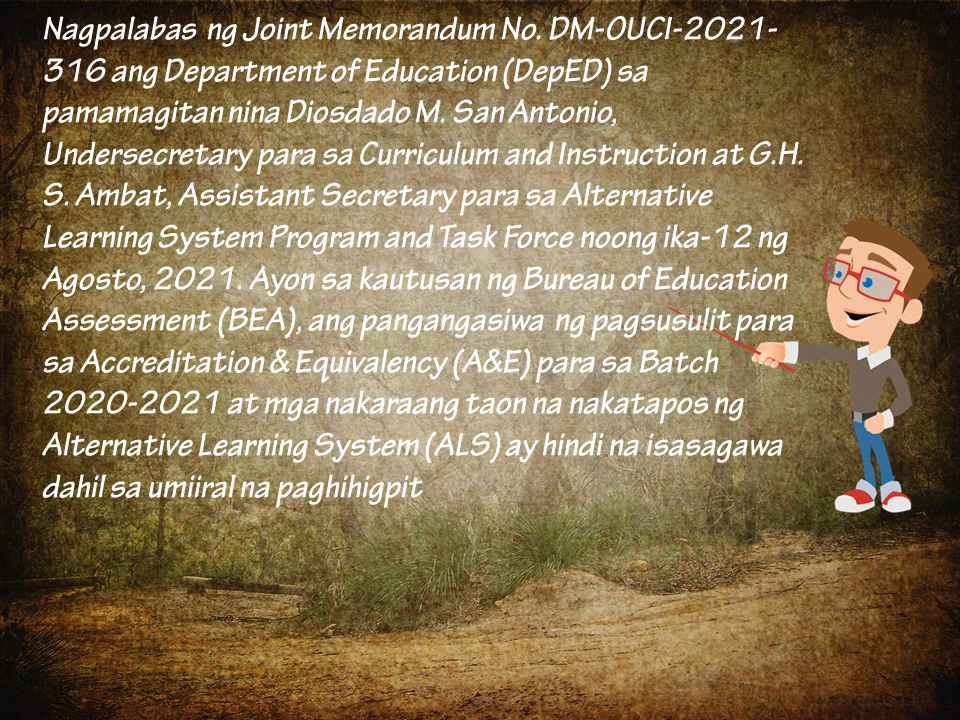 Nagpalabas ng Joint Memorandum No. DM-OUCI-2021-
316 ang Department of Education (DepED) sa
pamamagitan nina Diosdado M. San Antonio,
Undersecretary para sa Curriculum and Instruction at G.H.
S. Ambat, Assistant Secretary para sa Alternative
Learning System Program and Task Force noong ika-12 ng
Agosto, 2021. Ayon sa kautusan ng Bureau of Education
Assessment (BEA), ang pangangasiwa ng pagsusulit para
sa Accreditation & Equivalency (A&E) para sa Batch
2020-2021 at mga nakaraang taon na nakatapos ng
Alternative Learning System (ALS) ay hindi na isasagawa
dahil sa umiiral na paghihigpit